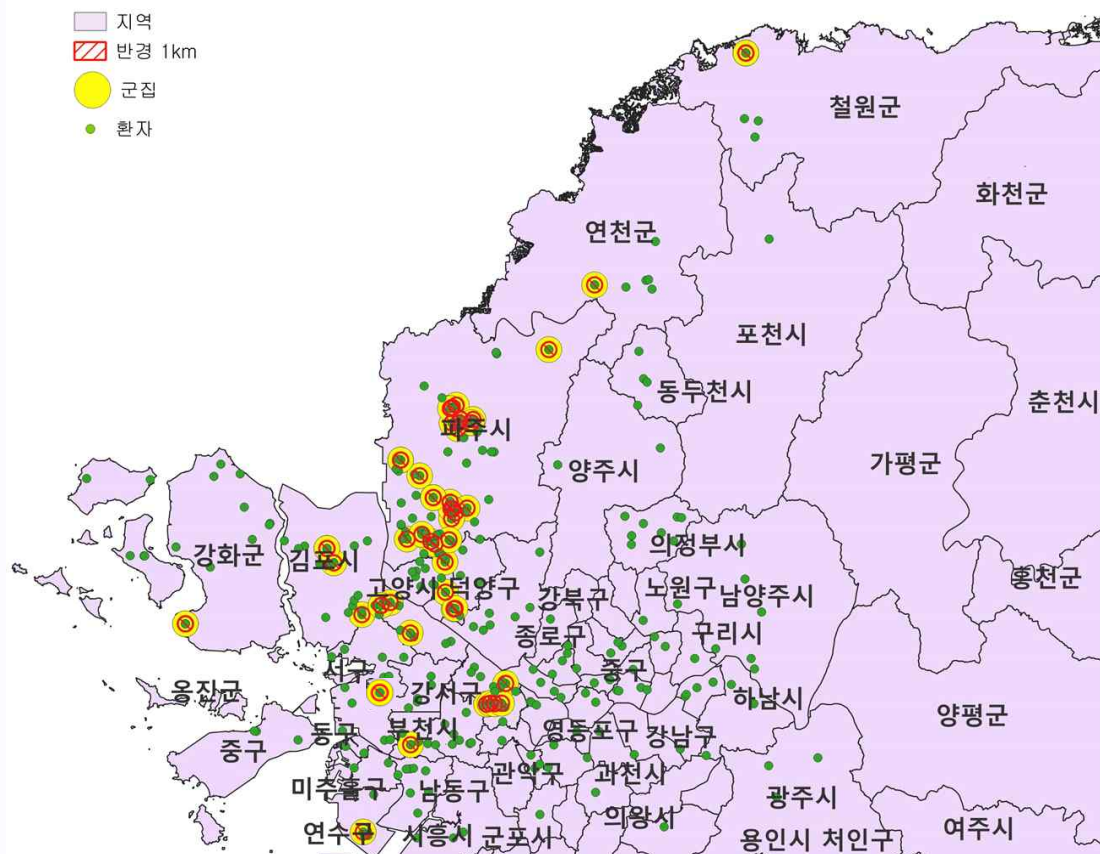 지역
반경 1km
군집
환자
철원군
화천군
연천군
포천시
동두천시
춘천시
파주시
양주시
가평군
강화군
김포시
의정부시
고양시 덕양구
강북구
노원구
남양주시
홍천군
종로구
구리시
서구
중구
옹진군
강서구
하남시
양평군
중구
동구
부천시
영등포구
강남구
관악구
과천시
미추홀구
남동구
광주시
연수구
시흥시
군포시
의왕시
용인시 처인구
여주시